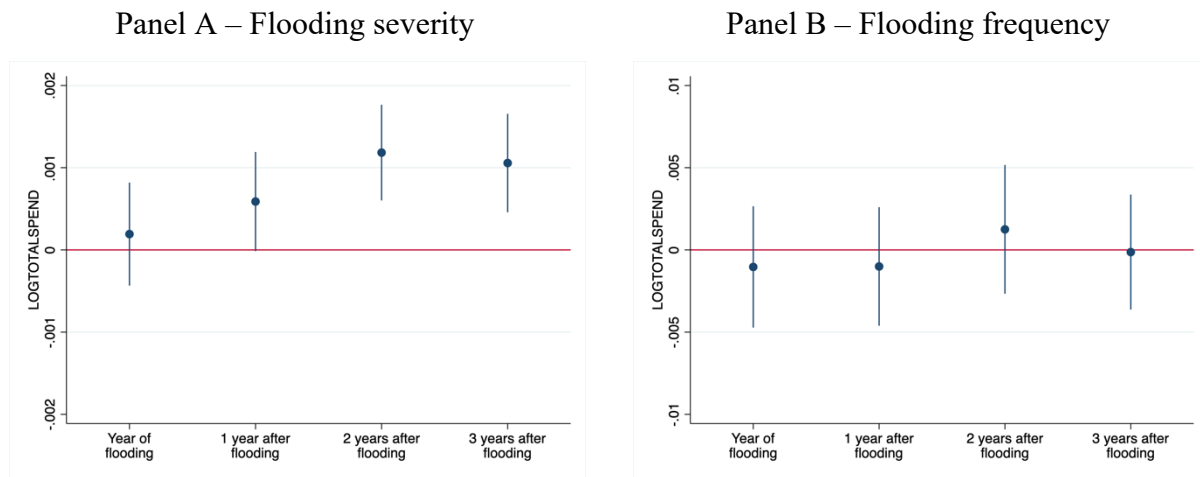 Panel A – Flooding severity
.002
.001
0
-.001
-.002
LOGTOTALSPEND
Year of
flooding
1 year after
flooding
2 years after
flooding
3 years after
flooding
Panel B – Flooding frequency
.01
.005
0
-.005
-.01
LOGTOTALSPEND
Year of
flooding
1 year after
flooding
2 years after
flooding
3 years after
flooding